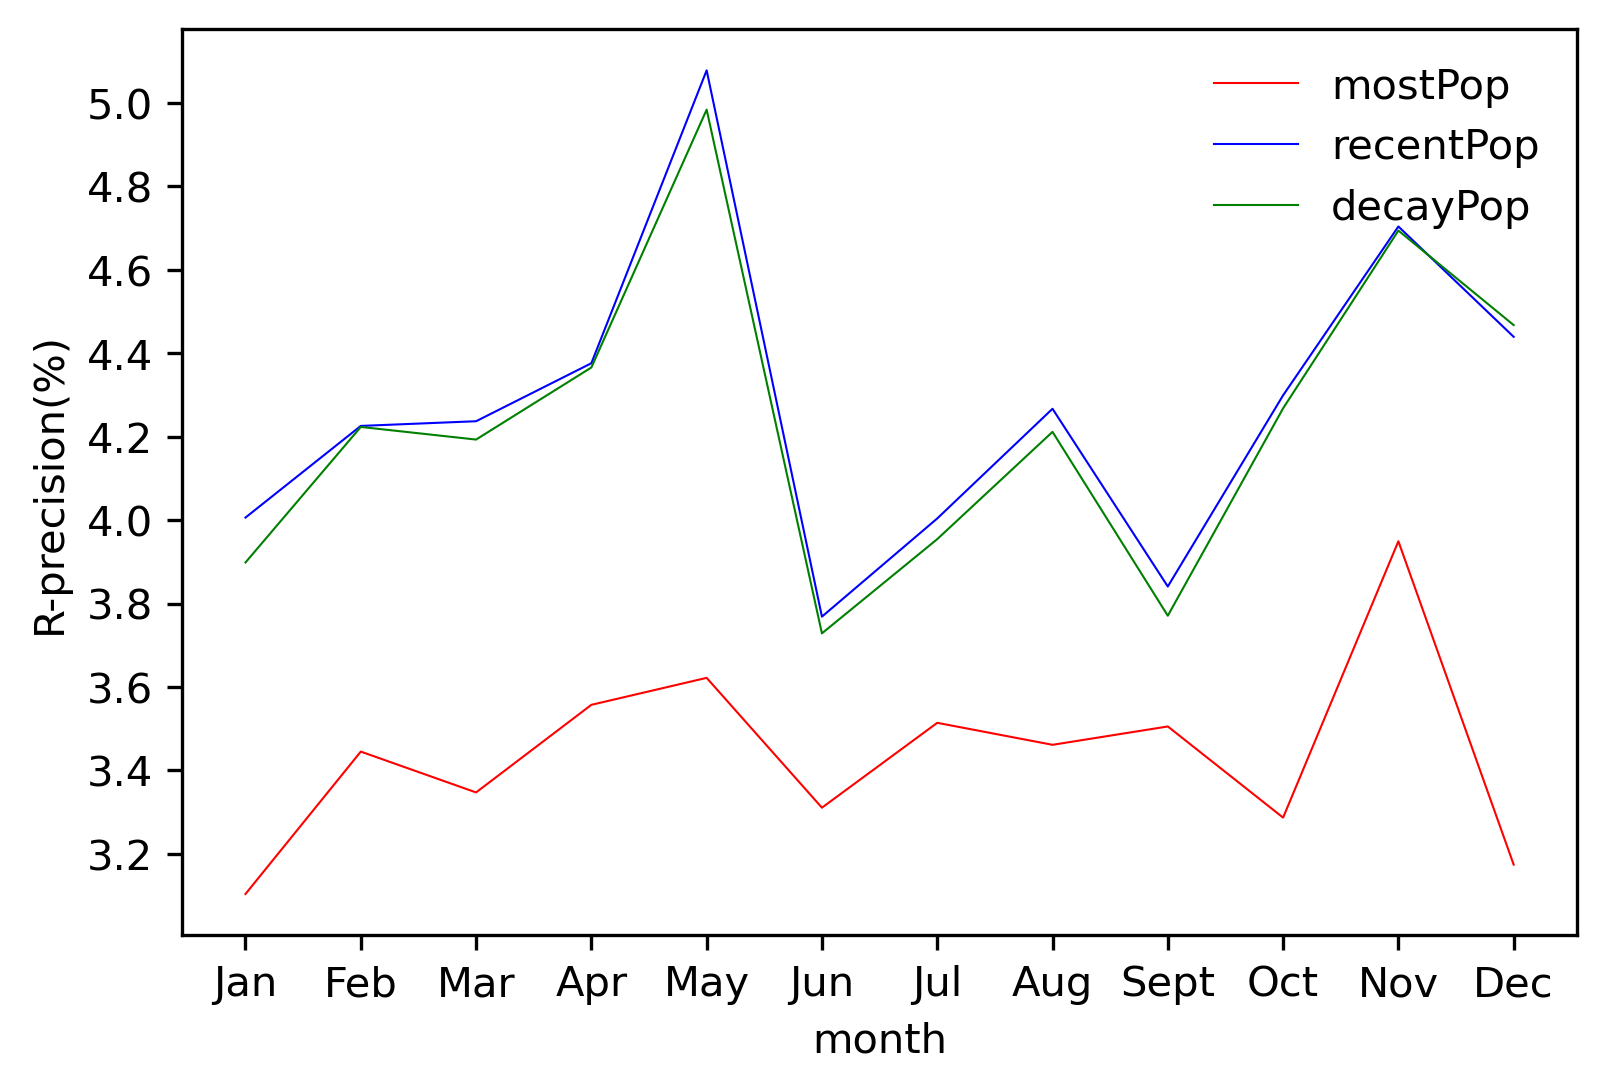 mostPop
recentPop
decayPop
R-precision(%)
5.0
4.8
4.6
4.4
4.2
4.0
3.8
3.6
3.4
3.2
Jan Feb Mar Apr May Jun Jul Aug Sept Oct Nov Dec
month